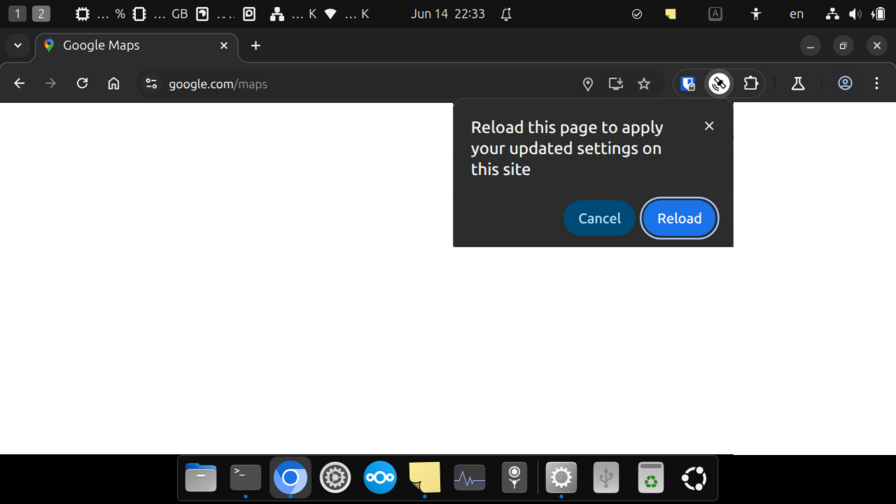 1 2 ... % ... GB ... ... K ... K Jun 14 22:33 A en
Google Maps
google.com/maps
Reload this page to apply
your updated settings on
this site
Cancel Reload
>_